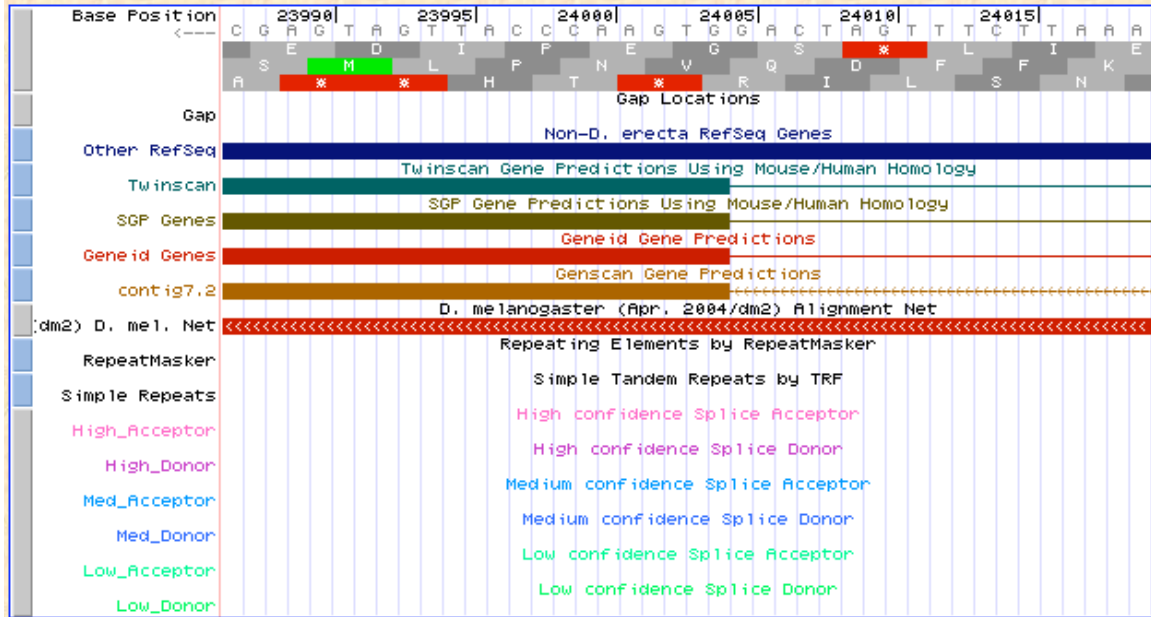 Base Position 23990| 23995| 24000| 24005| 24010| 24015|
<--- C G A G T A G T T A C C C A A G T G G A C T A G T T T C T T A A A
E D I P E G S * L I E
S M L P N V Q D F F K
A * * H T * R I L S N
Gap Locations
Gap
Non-D. erecta RefSeq Genes
Other RefSeq
Twinscan Gene Predictions Using Mouse/Human Homology
Twinscan
SGP Gene Predictions Using Mouse/Human Homology
SGP Genes
Geneid Gene Predictions
Geneid Genes
Genscan Gene Predictions
contig7.2
D. melanogaster (Apr. 2004/dm2) Alignment Net
(dm2) D. mel. Net
Repeating Elements by RepeatMasker
RepeatMasker
Simple Tandem Repeats by TRF
Simple Repeats
High confidence Splice Acceptor
High_Acceptor
High confidence Splice Donor
High_Donor
Medium confidence Splice Acceptor
Med_Acceptor
Medium confidence Splice Donor
Med_Donor
Low confidence Splice Acceptor
Low_Acceptor
Low confidence Splice Donor
Low_Donor